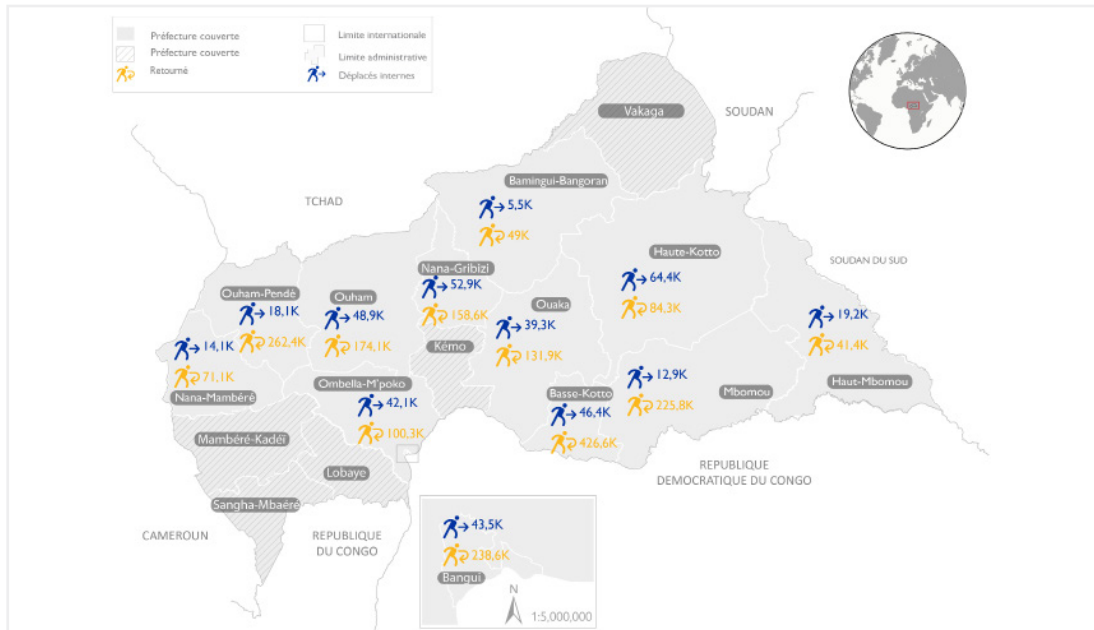 Préfecture couverte
Préfecture couverte
Retourné
Limite internationale
Limite administrative
Déplacés internes
Vakaga
SOUDAN
Bamingui-Bangoran
5,5K
49K
TCHAD
Haute-Kotto
64,4K
84,3K
SOUDAN DU SUD
Nana-Gribizi
52,9K
158,6K
Ouham-Pendé
18,1K
262,4K
Ouham
48,9K
174,1K
Ouaka
39,3K
131,9K
19,2K
41,4K
Haut-Mbomou
14,1K
71,1K
Nana-Mambéré
Kémo
Ombella-M'poko
42,1K
100,3K
Basse-Kotto
46,4K
426,6K
12,9K
225,8K
Mbomou
Mambéré-Kadéï
Lobaye
Sangha-Mbaéré
REPUBLIQUE
DEMOCRATIQUE DU CONGO
CAMEROUN
REPUBLIQUE
DU CONGO
43,5K
238,6K
Bangui
N
1:5,000,000